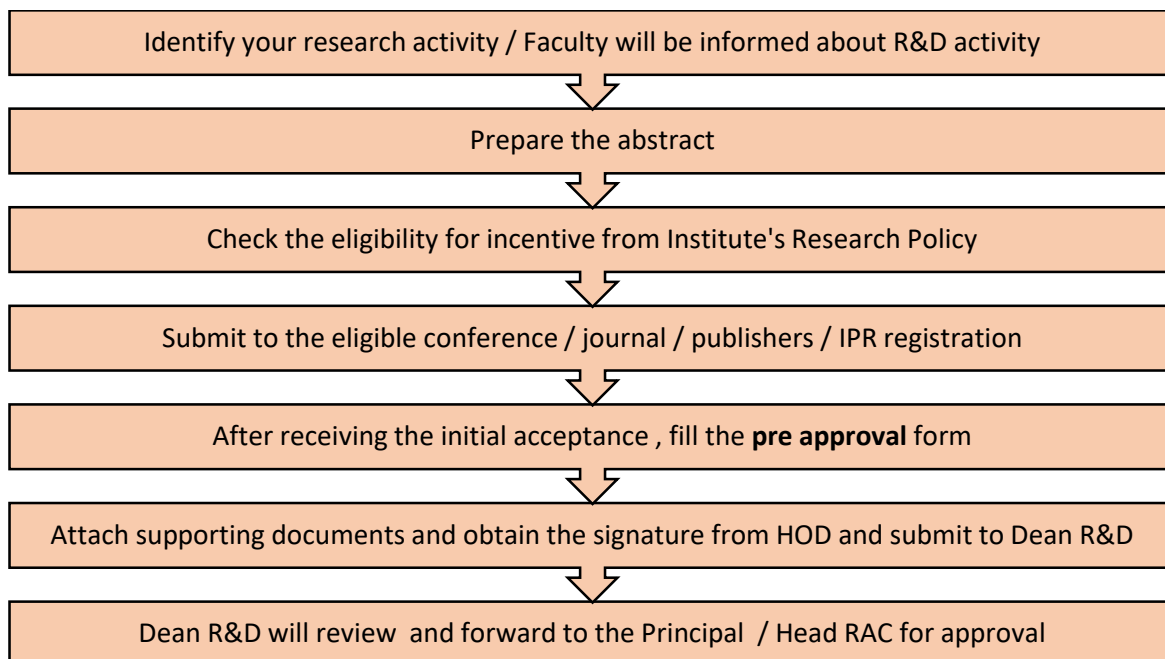 Identify your research activity / Faculty will be informed about R&D activity
Prepare the abstract
Check the eligibility for incentive from Institute's Research Policy
Submit to the eligible conference / journal / publishers / IPR registration
After receiving the initial acceptance , fill the pre approval form
Attach supporting documents and obtain the signature from HOD and submit to Dean R&D
Dean R&D will review  and forward to the Principal  / Head RAC for approval